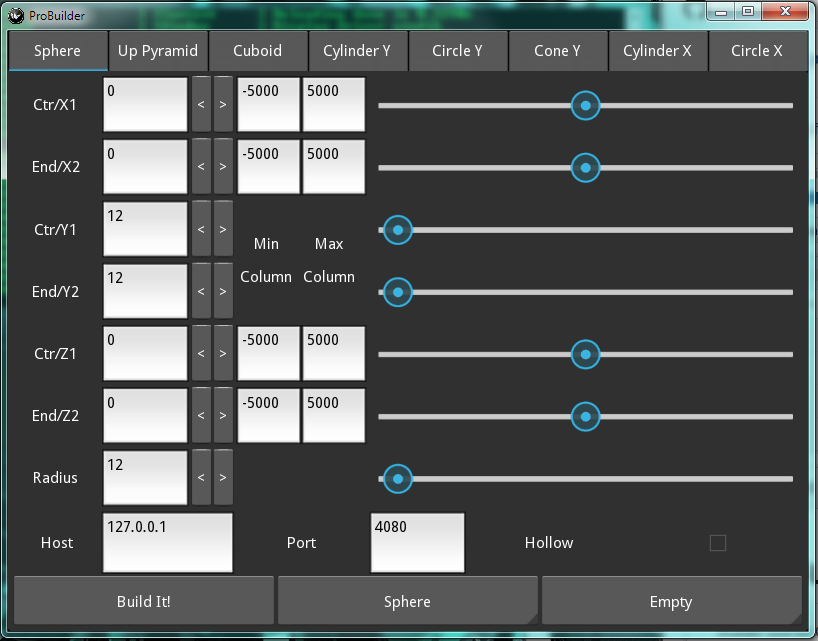 ProBuilder
Sphere Up Pyramid Cuboid Cylinder Y Circle Y Cone Y Cylinder X Circle X
Ctr/X1 0 < > -5000 5000
End/X2 0 < > -5000 5000
Ctr/Y1 12 < >
Min Max
Column Column
End/Y2 12 < >
Ctr/Z1 0 < > -5000 5000
End/Z2 0 < > -5000 5000
Radius 12 < >
Host 127.0.0.1 Port 4080 Hollow
Build It! Sphere Empty